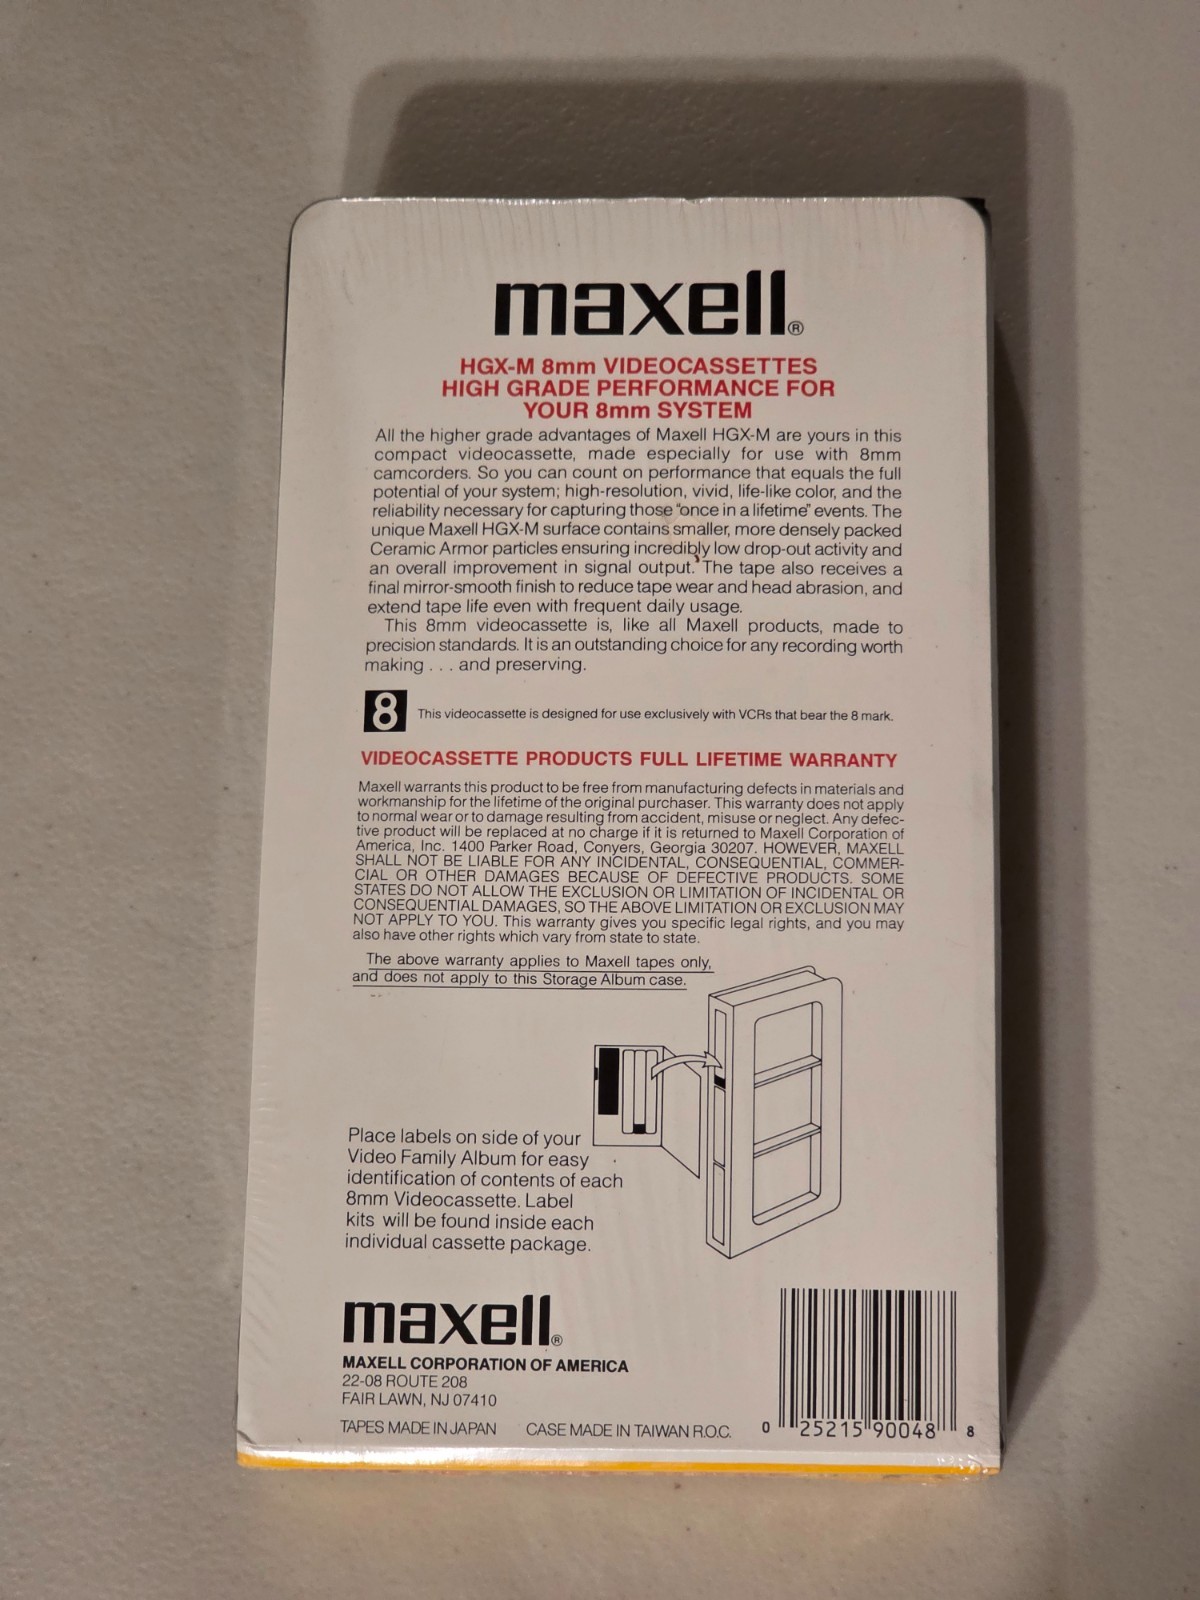 maxell®
HGX-M 8mm VIDEOCASSETTES
HIGH GRADE PERFORMANCE FOR
YOUR 8mm SYSTEM
All the higher grade advantages of Maxell HGX-M are yours in this
compact videocassette, made especially for use with 8mm
camcorders. So you can count on performance that equals the full
potential of your system; high-resolution, vivid, life-like color, and the
reliability necessary for capturing those "once in a lifetime" events. The
unique Maxell HGX-M surface contains smaller, more densely packed
Ceramic Armor particles ensuring incredibly low drop-out activity and
an overall improvement in signal output. The tape also receives a
final mirror-smooth finish to reduce tape wear and head abrasion, and
extend tape life even with frequent daily usage.
This 8mm videocassette is, like all Maxell products, made to
precision standards. It is an outstanding choice for any recording worth
making . . . and preserving.
8 This videocassette is designed for use exclusively with VCRs that bear the 8 mark.
VIDEOCASSETTE PRODUCTS FULL LIFETIME WARRANTY
Maxell warrants this product to be free from manufacturing defects in materials and
workmanship for the lifetime of the original purchaser. This warranty does not apply
to normal wear or to damage resulting from accident, misuse or neglect. Any defec-
tive product will be replaced at no charge if it is returned to Maxell Corporation of
America, Inc. 1400 Parker Road, Conyers, Georgia 30207. HOWEVER, MAXELL
SHALL NOT BE LIABLE FOR ANY INCIDENTAL, CONSEQUENTIAL, COMMER-
CIAL OR OTHER DAMAGES BECAUSE OF DEFECTIVE PRODUCTS. SOME
STATES DO NOT ALLOW THE EXCLUSION OR LIMITATION OF INCIDENTAL OR
CONSEQUENTIAL DAMAGES, SO THE ABOVE LIMITATION OR EXCLUSION MAY
NOT APPLY TO YOU. This warranty gives you specific legal rights, and you may
also have other rights which vary from state to state.
The above warranty applies to Maxell tapes only,
and does not apply to this Storage Album case.
Place labels on side of your
Video Family Album for easy
identification of contents of each
8mm Videocassette. Label
kits will be found inside each
individual cassette package.
maxell®
MAXELL CORPORATION OF AMERICA
22-08 ROUTE 208
FAIR LAWN, NJ 07410
TAPES MADE IN JAPAN CASE MADE IN TAIWAN R.O.C.
0 25215 90048 8